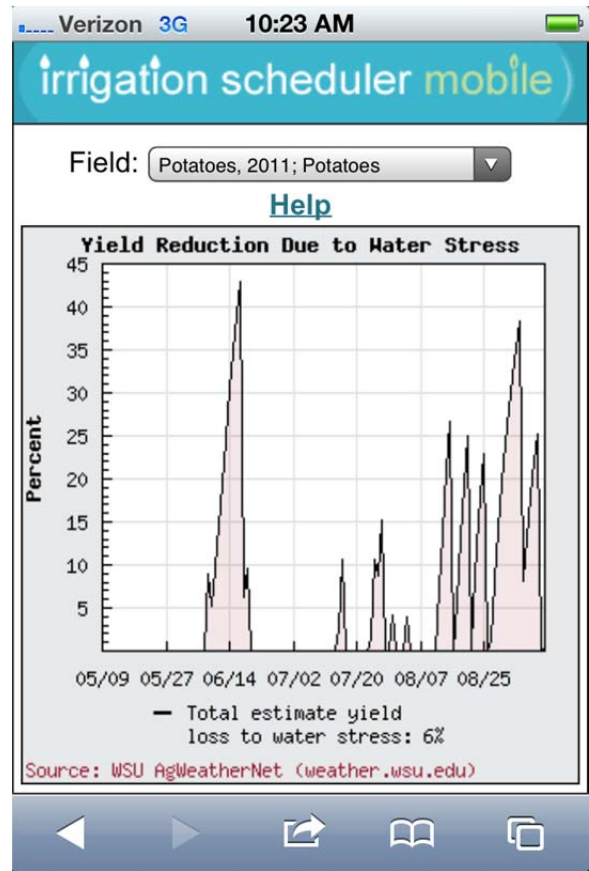 Verizon 3G 10:23 AM
irrigation scheduler mobile
Field: Potatoes, 2011; Potatoes
Help
Yield Reduction Due to Water Stress
45
40
35
30
25
20
15
10
5
Percent
05/09 05/27 06/14 07/02 07/20 08/07 08/25
Total estimate yield
loss to water stress: 6%
Source: WSU AgWeatherNet (weather.wsu.edu)